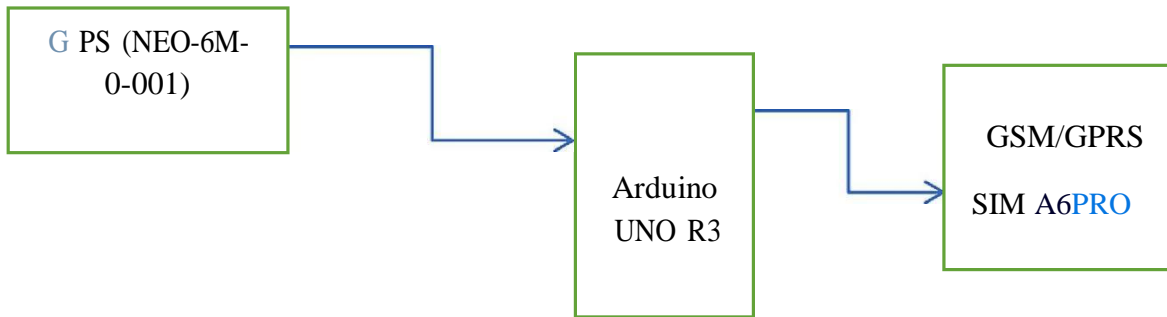 G PS (NEO-6M-
0-001)
Arduino
UNO R3
GSM/GPRS
SIM A6PRO